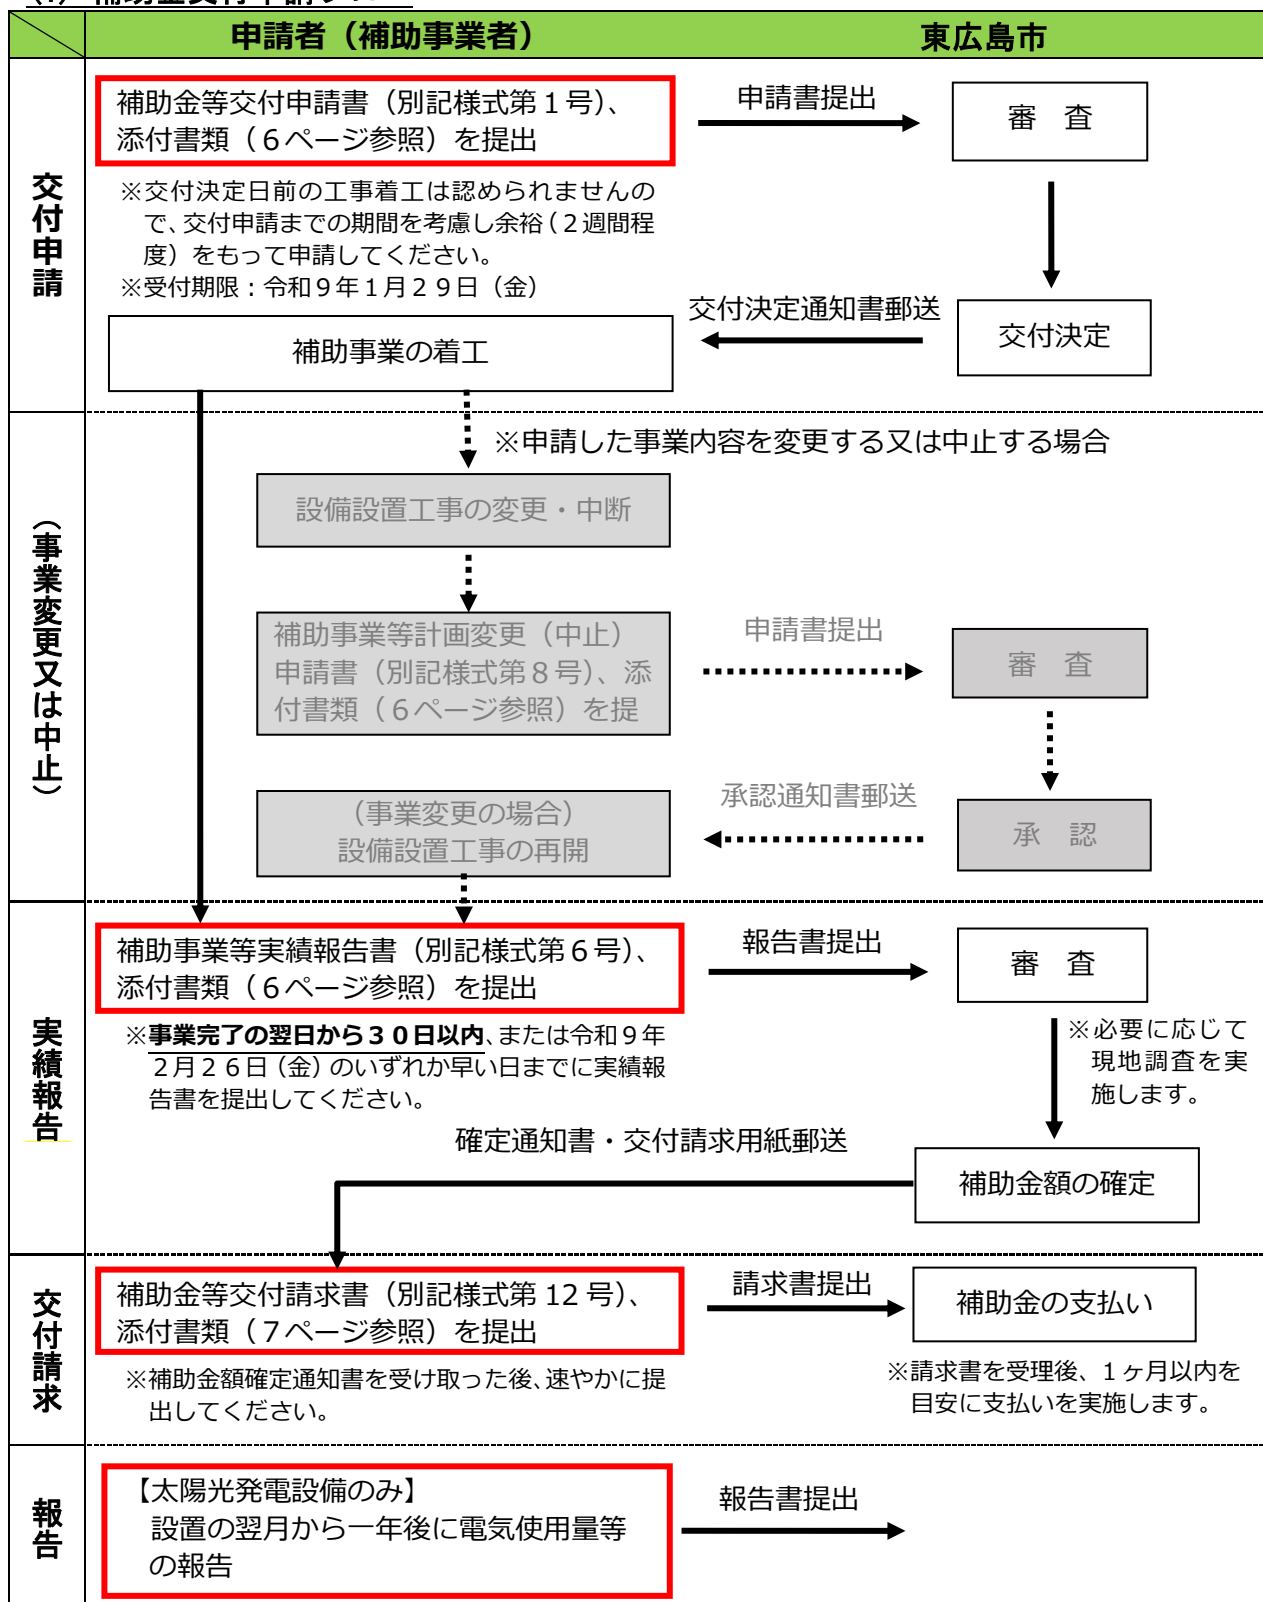 申請者（補助事業者）
東広島市
交付申請
補助金等交付申請書（別記様式第１号）、
添付書類（６ページ参照）を提出
申請書提出
審　査
※交付決定日前の工事着工は認められませんの
で、交付申請までの期間を考慮し余裕（２週間程
度）をもって申請してください。
※受付期限：令和９年１月２９日（金）
交付決定通知書郵送
交付決定
補助事業の着工
（事業変更又は中止）
※申請した事業内容を変更する又は中止する場合
設備設置工事の変更・中断
補助事業等計画変更（中止）
申請書（別記様式第８号）、添
付書類（６ページ参照）を提
申請書提出
審　査
承認通知書郵送
承　認
（事業変更の場合）
設備設置工事の再開
実績報告
補助事業等実績報告書（別記様式第６号）、
添付書類（６ページ参照）を提出
報告書提出
審　査
※事業完了の翌日から３０日以内、または令和９年
２月２６日（金）のいずれか早い日までに実績報
告書を提出してください。
※必要に応じて
現地調査を実
施します。
確定通知書・交付請求用紙郵送
補助金額の確定
交付請求
補助金等交付請求書（別記様式第 12 号）、
添付書類（７ページ参照）を提出
請求書提出
補助金の支払い
※補助金額確定通知書を受け取った後、速やかに提
出してください。
※請求書を受理後、１ヶ月以内を
目安に支払いを実施します。
報告
【太陽光発電設備のみ】
設置の翌月から一年後に電気使用量等
の報告
報告書提出